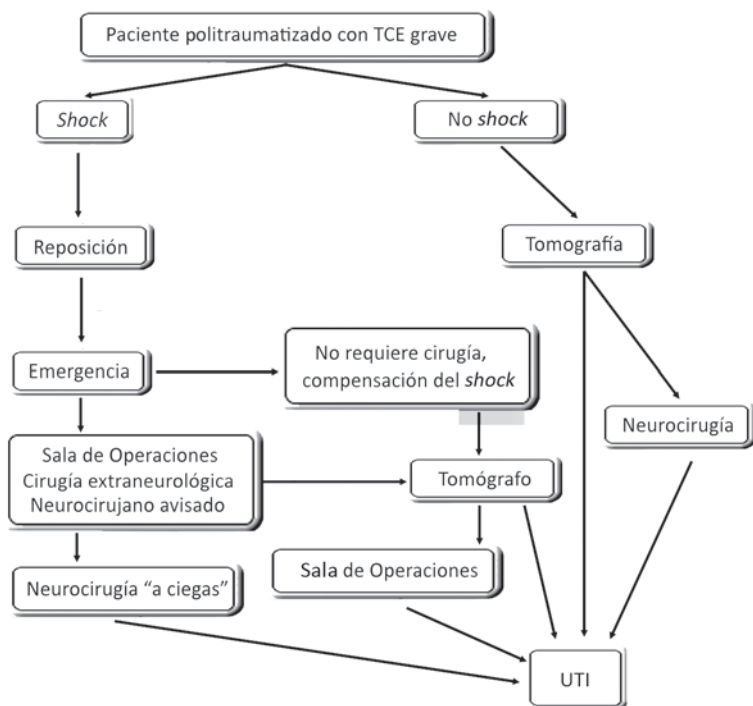 Paciente politraumatizado con TCE grave
Shock
No shock
Reposición
Tomografía
Emergencia
No requiere cirugía,
compensación del shock
Neurocirugía
Sala de Operaciones
Cirugía extraneurológica
Neurocirujano avisado
Tomógrafo
Neurocirugía “a ciegas”
Sala de Operaciones
UTI